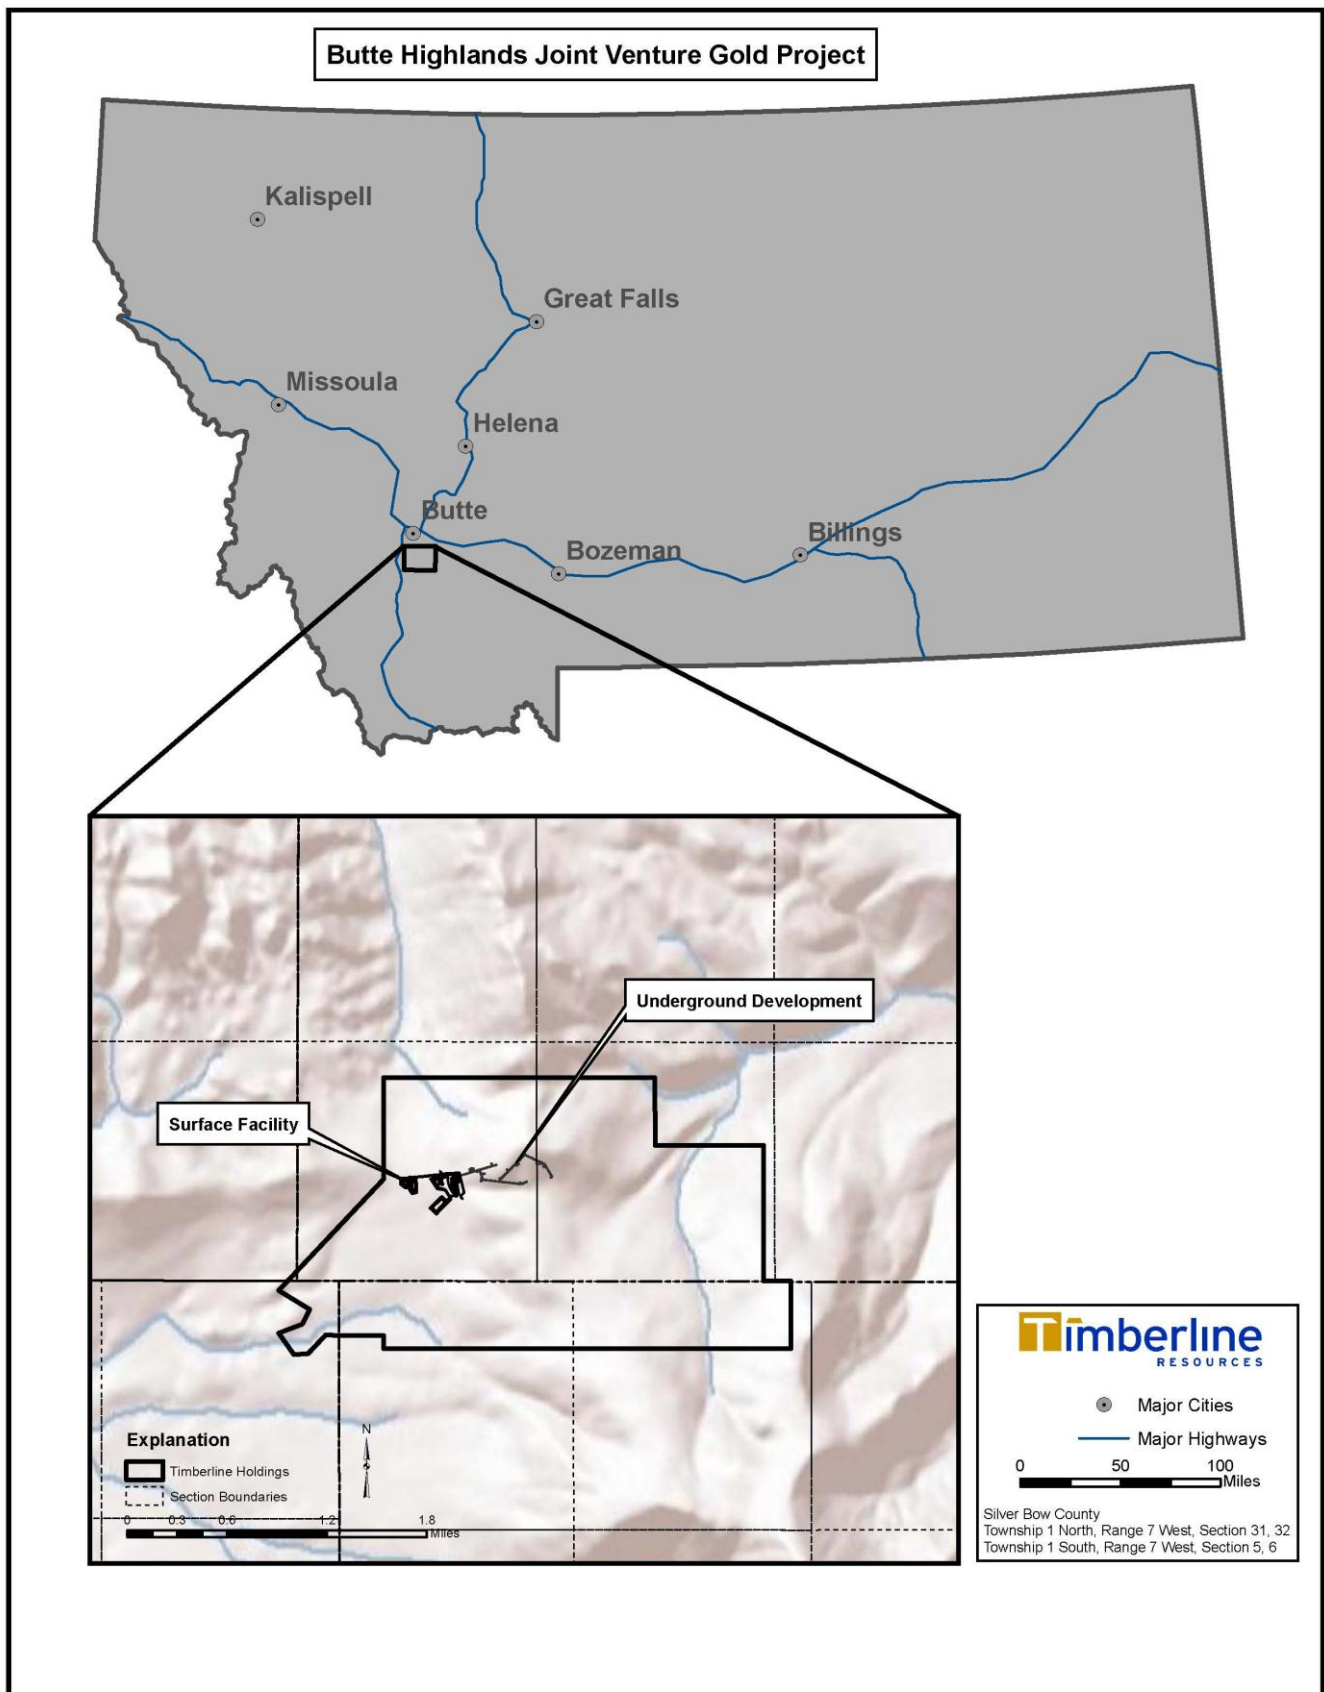 Butte Highlands Joint Venture Gold Project
Kalispell
Great Falls
Missoula
Helena
Butte
Bozeman
Billings
Underground Development
Surface Facility
Explanation
Timberline Holdings
Section Boundaries
N
0 0.3 0.6 1.2 1.8
Miles
Timberline
RESOURCES
Major Cities
Major Highways
0 50 100
Miles
Silver Bow County
Township 1 North, Range 7 West, Section 31, 32
Township 1 South, Range 7 West, Section 5, 6